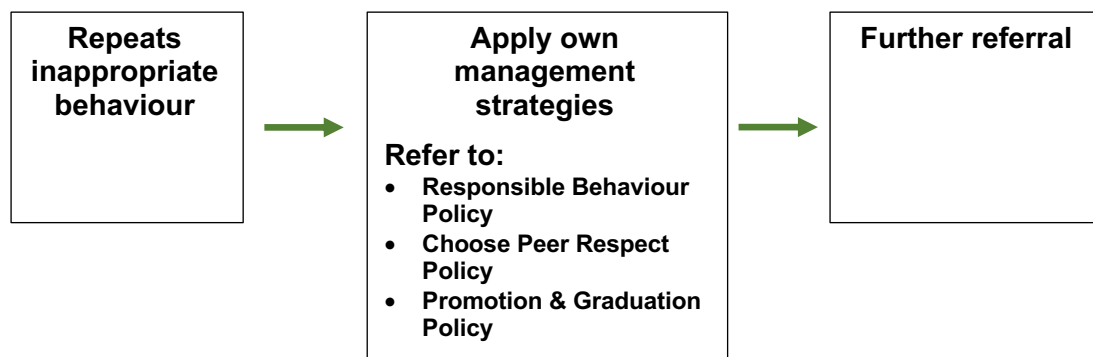 Repeats
inappropriate
behaviour
Apply own
management
strategies
Refer to:
• Responsible Behaviour
Policy
• Choose Peer Respect
Policy
• Promotion & Graduation
Policy
Further referral